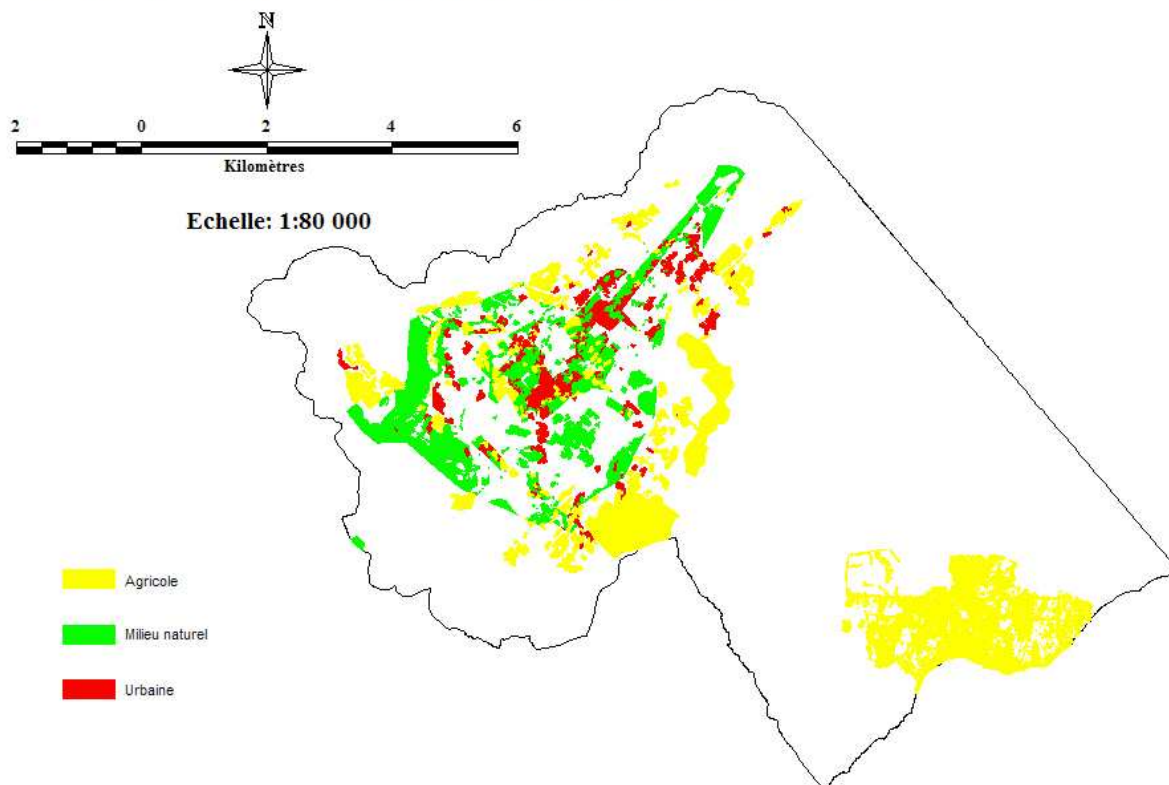 N
2 0 2 4 6
Kilomètres
Echelle: 1:80 000
Agricole
Milieu naturel
Urbaine